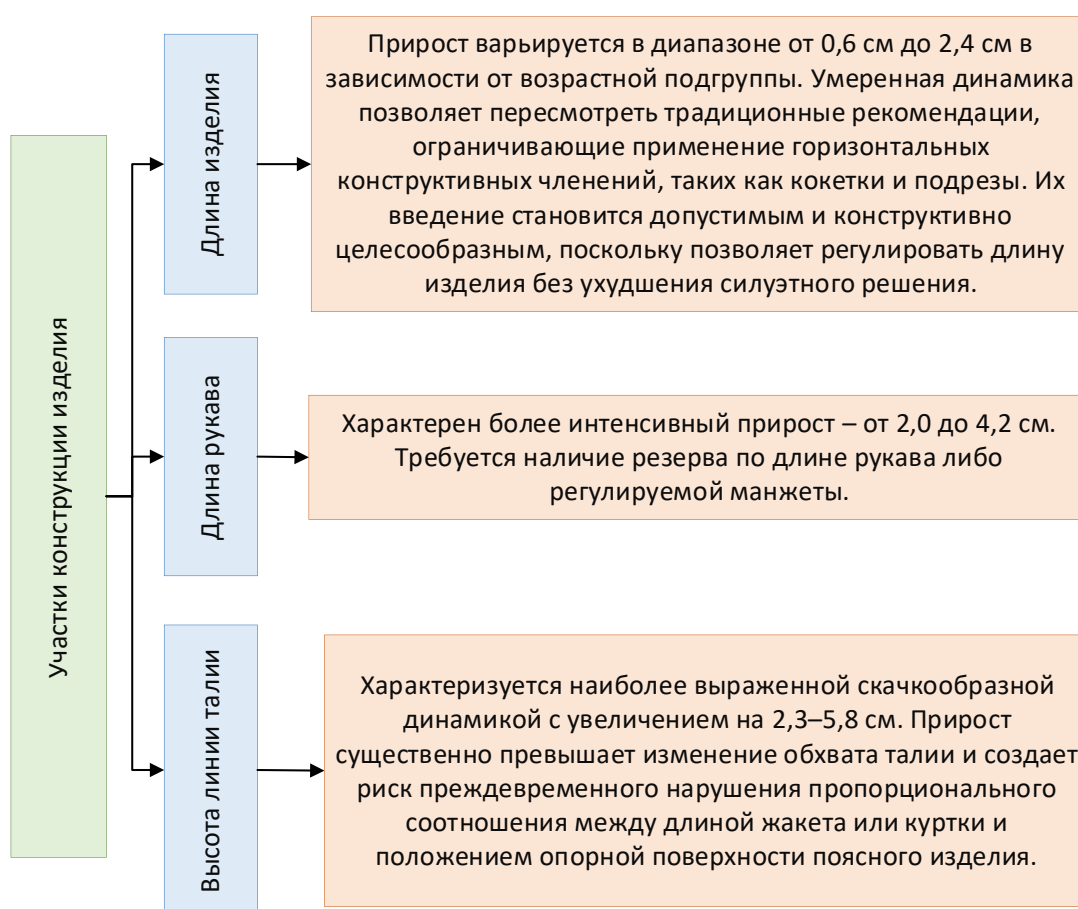 Участки конструкции изделия
Длина изделия
Прирост варьируется в диапазоне от 0,6 см до 2,4 см в
зависимости от возрастной подгруппы. Умеренная динамика
позволяет пересмотреть традиционные рекомендации,
ограничивающие применение горизонтальных
конструктивных членений, таких как кокетки и подрезы. Их
введение становится допустимым и конструктивно
целесообразным, поскольку позволяет регулировать длину
изделия без ухудшения силуэтного решения.
Длина рукава
Характерен более интенсивный прирост – от 2,0 до 4,2 см.
Требуется наличие резерва по длине рукава либо
регулируемой манжеты.
Высота линии талии
Характеризуется наиболее выраженной скачкообразной
динамикой с увеличением на 2,3–5,8 см. Прирост
существенно превышает изменение обхвата талии и создает
риск преждевременного нарушения пропорционального
соотношения между длиной жакета или куртки и
положением опорной поверхности поясного изделия.